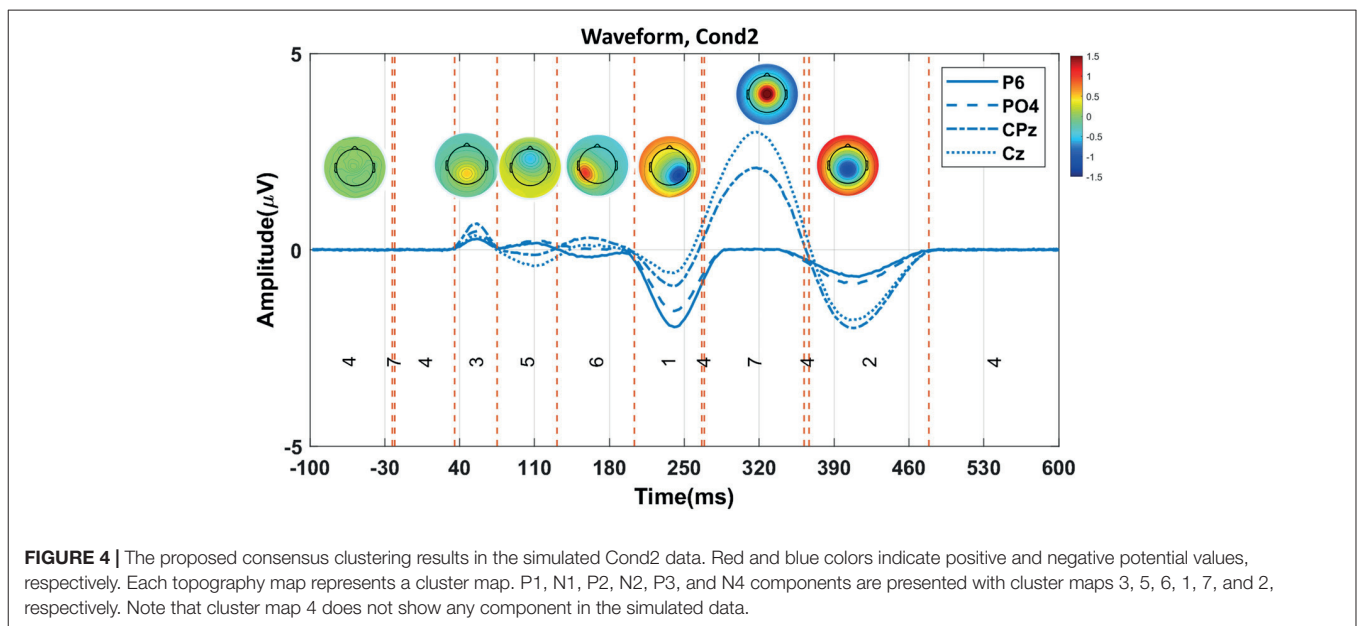 Waveform, Cond2
5
0
-5
Amplitude(μV)
1.5
1
0.5
0
-0.5
-1
-1.5
P6
PO4
CPz
Cz
4 7 4 3 5 6 1 4 7 4 2 4
-100 -30 40 110 180 250 320 390 460 530 600
Time(ms)
FIGURE 4 | The proposed consensus clustering results in the simulated Cond2 data. Red and blue colors indicate positive and negative potential values,
respectively. Each topography map represents a cluster map. P1, N1, P2, N2, P3, and N4 components are presented with cluster maps 3, 5, 6, 1, 7, and 2,
respectively. Note that cluster map 4 does not show any component in the simulated data.